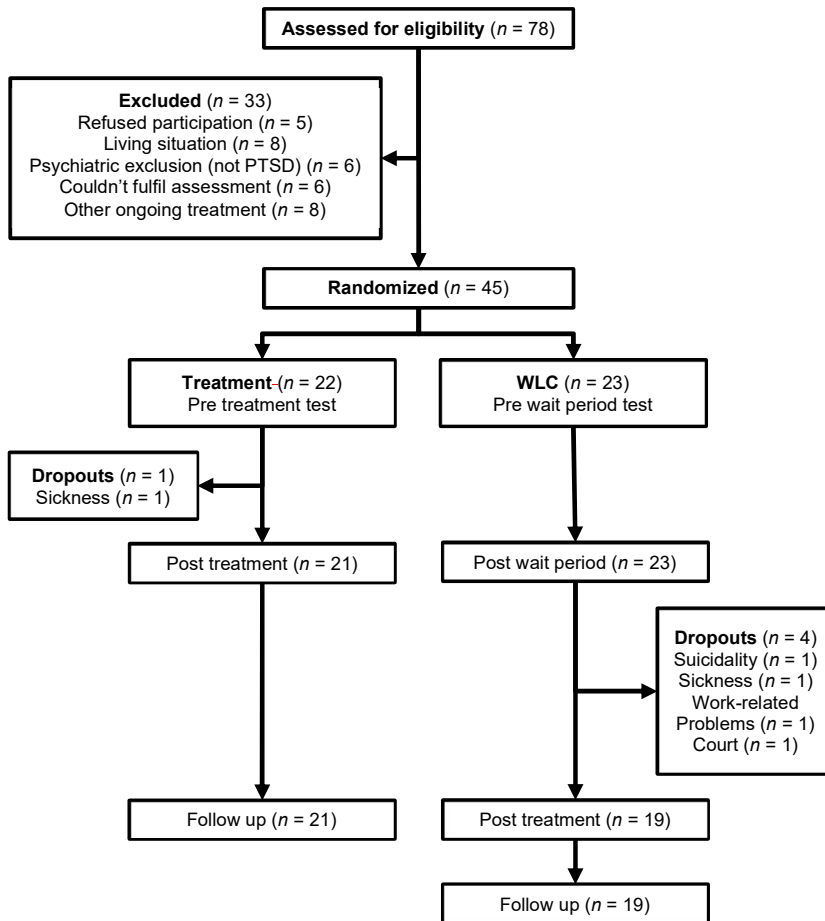 Assessed for eligibility (n = 78)
Excluded (n = 33)
Refused participation (n = 5)
Living situation (n = 8)
Psychiatric exclusion (not PTSD) (n = 6)
Couldn't fulfil assessment (n = 6)
Other ongoing treatment (n = 8)
Randomized (n = 45)
Treatment (n = 22)
Pre treatment test
WLC (n = 23)
Pre wait period test
Dropouts (n = 1)
Sickness (n = 1)
Post treatment (n = 21)
Post wait period (n = 23)
Dropouts (n = 4)
Suicidality (n = 1)
Sickness (n = 1)
Work-related
Problems (n = 1)
Court (n = 1)
Follow up (n = 21)
Post treatment (n = 19)
Follow up (n = 19)